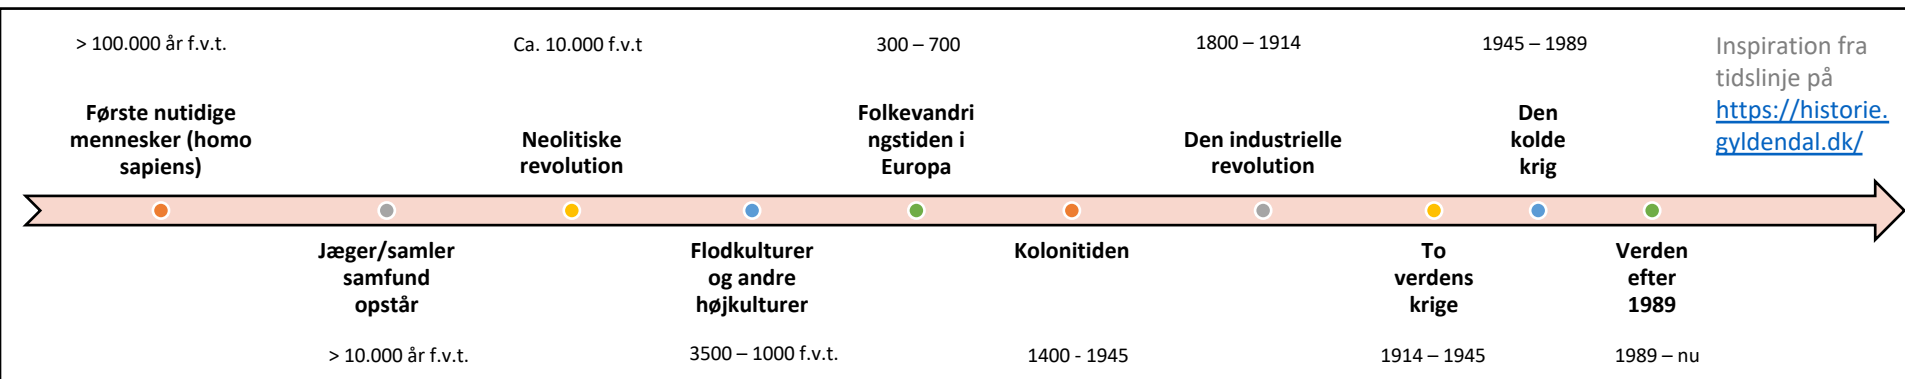 > 100.000 år f.v.t.
Ca. 10.000 f.v.t
300 – 700
1800 – 1914
1945 – 1989
Inspiration fra
tidslinje på
https://historie.
gyldendal.dk/
Første nutidige
mennesker (homo
sapiens)
Neolitiske
revolution
Folkevandri
ngstiden i
Europa
Den industrielle
revolution
Den
kolde
krig
Jæger/samler
samfund
opstår
Flodkulturer
og andre
højkulturer
Kolonitiden
To
verdens
krige
Verden
efter
1989
> 10.000 år f.v.t.
3500 – 1000 f.v.t.
1400 - 1945
1914 – 1945
1989 – nu